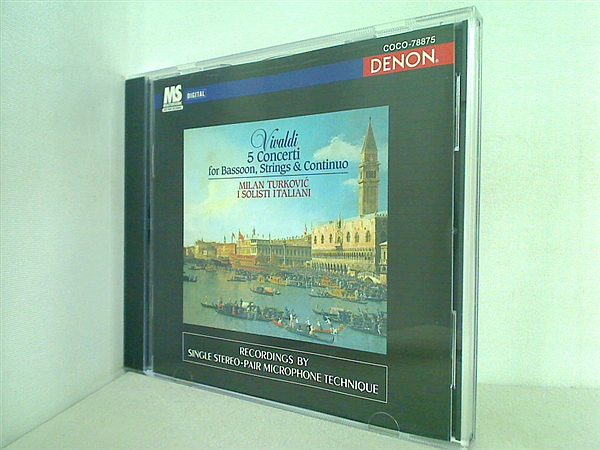 COCO-78875
DENON
MS
DIGITAL
Vivaldi
5 Concerti
for Bassoon, Strings & Continuo
MILAN TURKOVIĆ
I SOLISTI ITALIANI
RECORDINGS BY
SINGLE STEREO-PAIR MICROPHONE TECHNIQUE